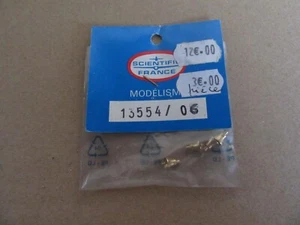 12€.00
SCIENTIFIC
FRANCE
3€.00
pièce
MODELISM
13554/ 06